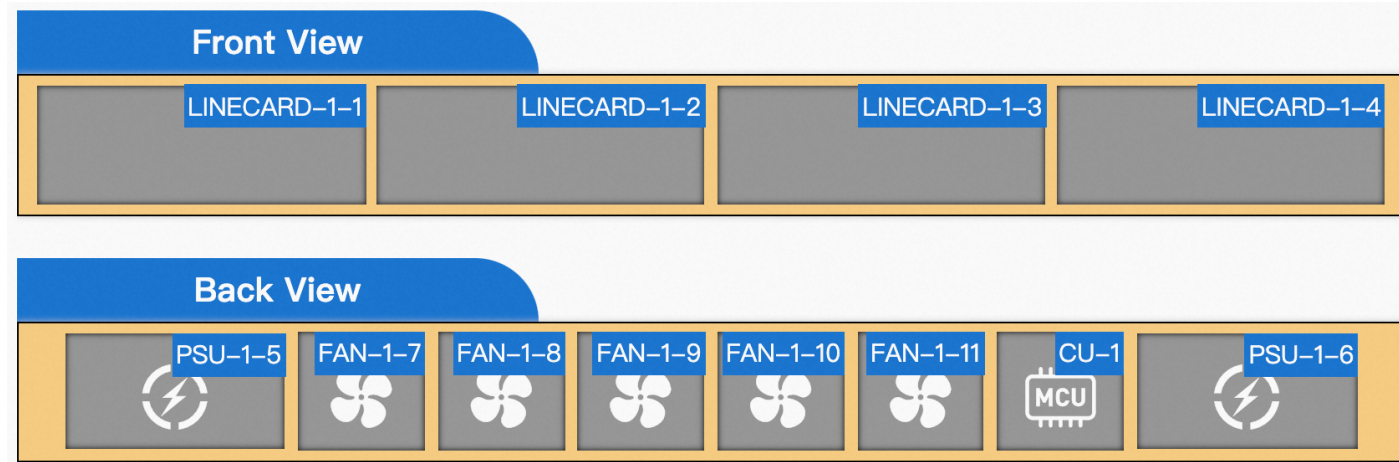 Front View
LINECARD–1–1
LINECARD–1–2
LINECARD–1–3
LINECARD–1–4
Back View
PSU–1–5
FAN–1–7
FAN–1–8
FAN–1–9
FAN–1–10
FAN–1–11
CU–1
PSU–1–6
MCU